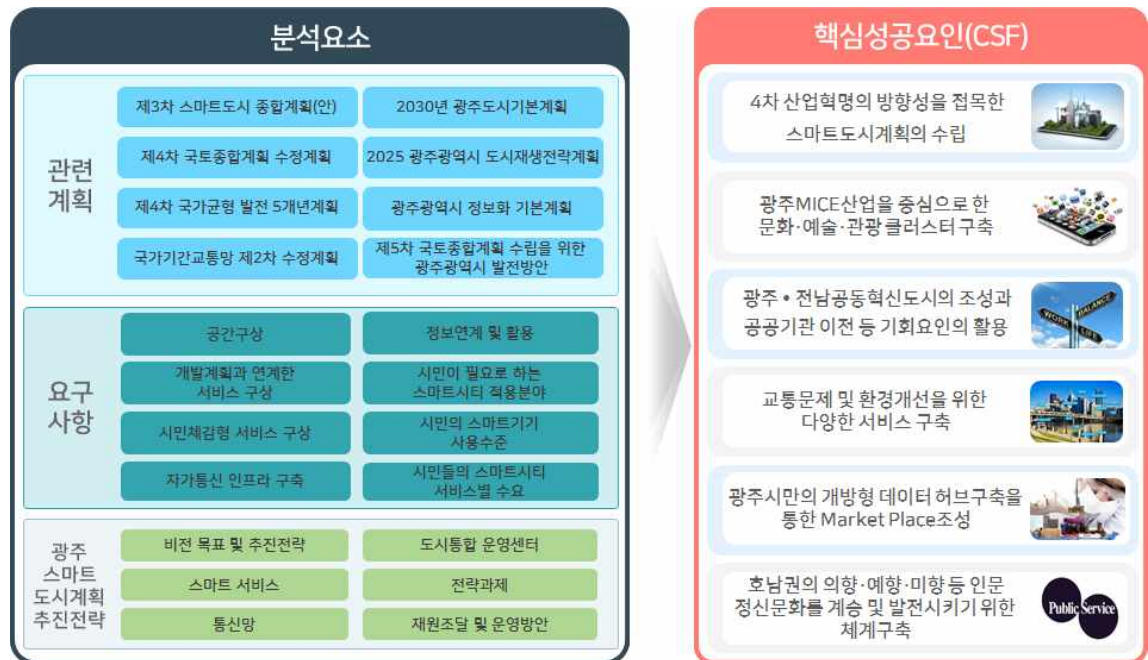 분석요소
관련
계획
제3차 스마트도시 종합계획(안)
2030년 광주도시기본계획
제4차 국토종합계획 수정계획
2025 광주광역시 도시재생전략계획
제4차 국가균형 발전 5개년계획
광주광역시 정보화 기본계획
국가기간교통망 제2차 수정계획
제5차 국토종합계획 수립을 위한
광주광역시 발전방안
요구
사항
공간구상
정보연계 및 활용
개발계획과 연계한
서비스 구상
시민이 필요로 하는
스마트시티 적용분야
시민체감형 서비스 구상
시민의 스마트기기
사용수준
자가통신 인프라 구축
시민들의 스마트시티
서비스별 수요
광주
스마트
도시계획
추진전략
비전 목표 및 추진전략
도시통합 운영센터
스마트 서비스
전략과제
통신망
재원조달 및 운영방안
핵심성공요인(CSF)
4차 산업혁명의 방향성을 접목한
스마트도시계획의 수립
광주MICE산업을 중심으로 한
문화·예술·관광 클러스터 구축
광주•전남공동혁신도시의 조성과
공공기관 이전 등 기회요인의 활용
WORK
BALANCE
LIFE
교통문제 및 환경개선을 위한
다양한 서비스 구축
광주시만의 개방형 데이터 허브구축을
통한 Market Place조성
호남권의 의향·예향·미향 등 인문
정신문화를 계승 및 발전시키기 위한
체계구축
Public Service